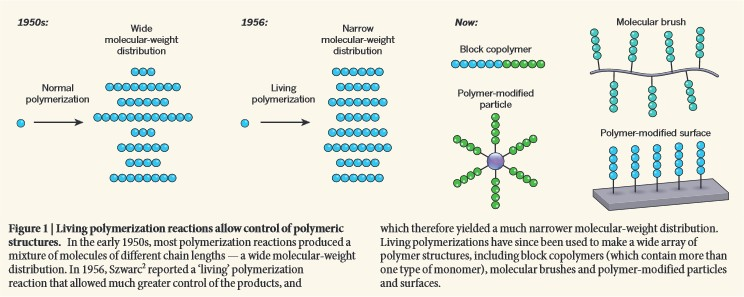 1950s:
Wide
molecular-weight
distribution
Normal
polymerization
1956:
Narrow
molecular-weight
distribution
Living
polymerization
Now:
Block copolymer
Polymer-modified
particle
Molecular brush
Polymer-modified surface
Figure 1 | Living polymerization reactions allow control of polymeric
structures. In the early 1950s, most polymerization reactions produced a
mixture of molecules of different chain lengths — a wide molecular-weight
distribution. In 1956, Szwarc² reported a ‘living’ polymerization
reaction that allowed much greater control of the products, and
which therefore yielded a much narrower molecular-weight distribution.
Living polymerizations have since been used to make a wide array of
polymer structures, including block copolymers (which contain more than
one type of monomer), molecular brushes and polymer-modified particles
and surfaces.